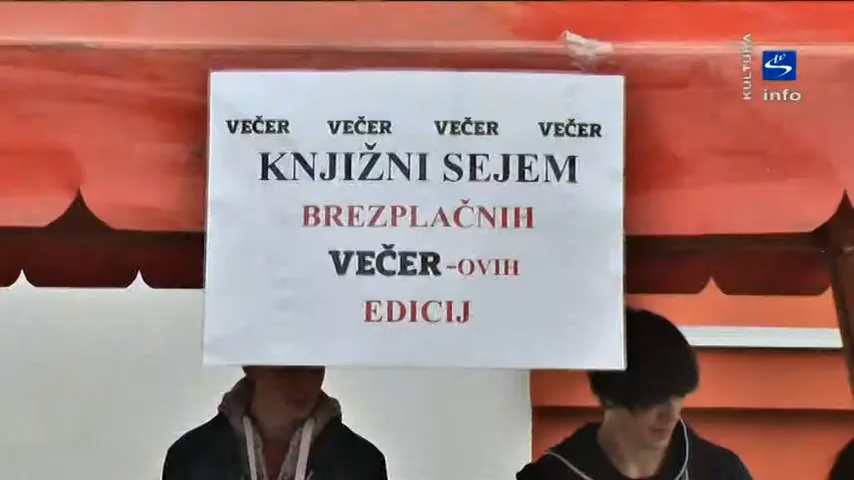 VEČER VEČER VEČER VEČER
KNJIŽNI SEJEM
BREZPLAČNIH
VEČER-OVIH
EDICIJ
KULTURA
info